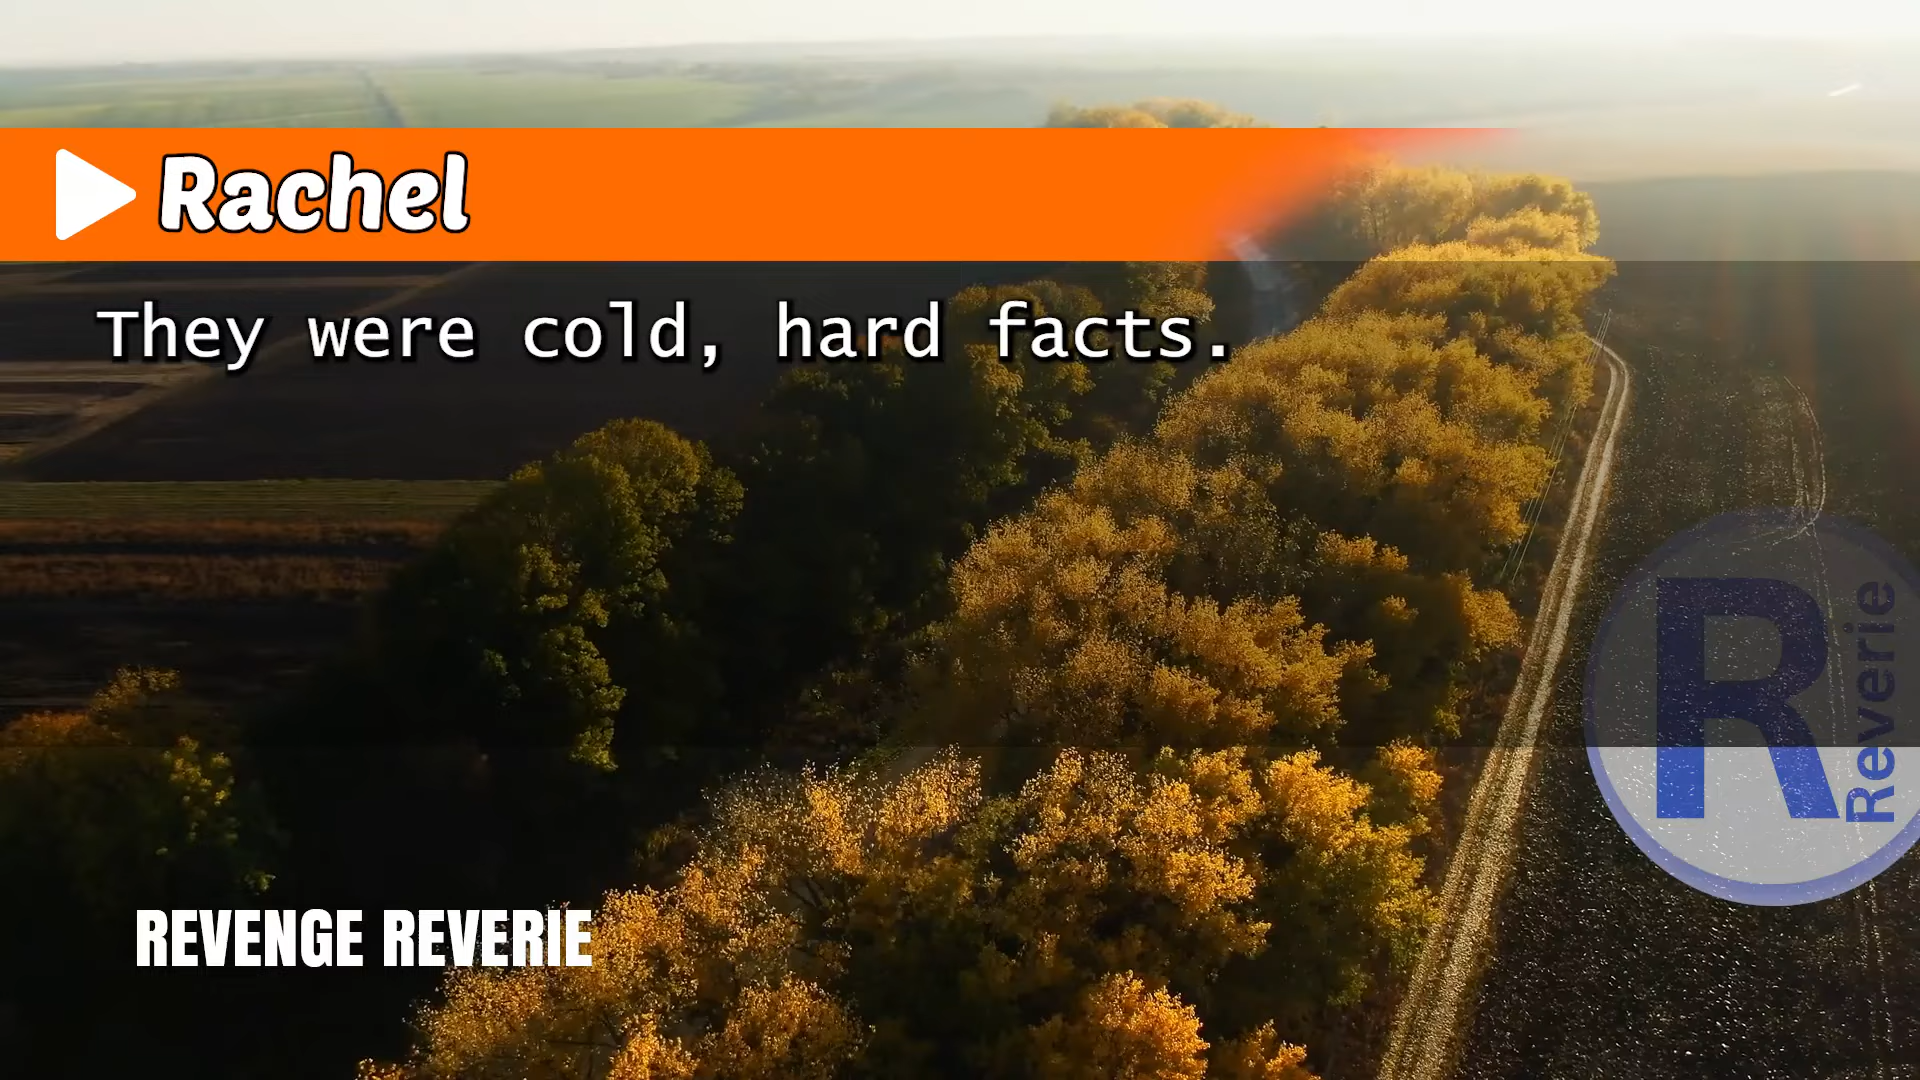 Rachel
They were cold, hard facts.
R
Reverie
REVENGE REVERIE